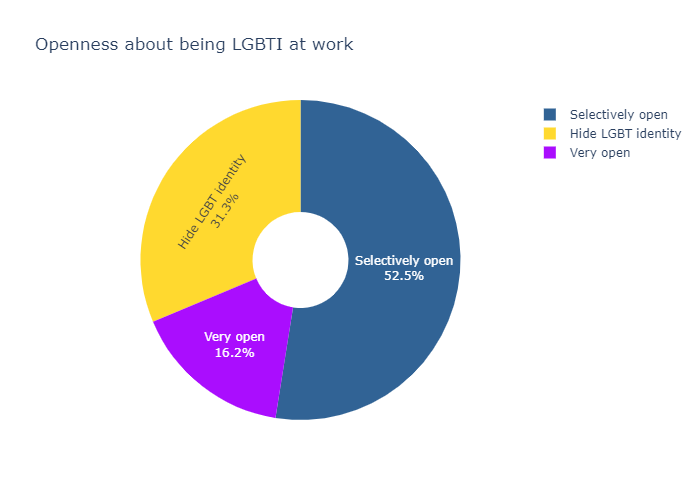 Openness about being LGBTI at work
Selectively open
Hide LGBT identity
Very open
Hide LGBT identity
31.3%
Selectively open
52.5%
Very open
16.2%